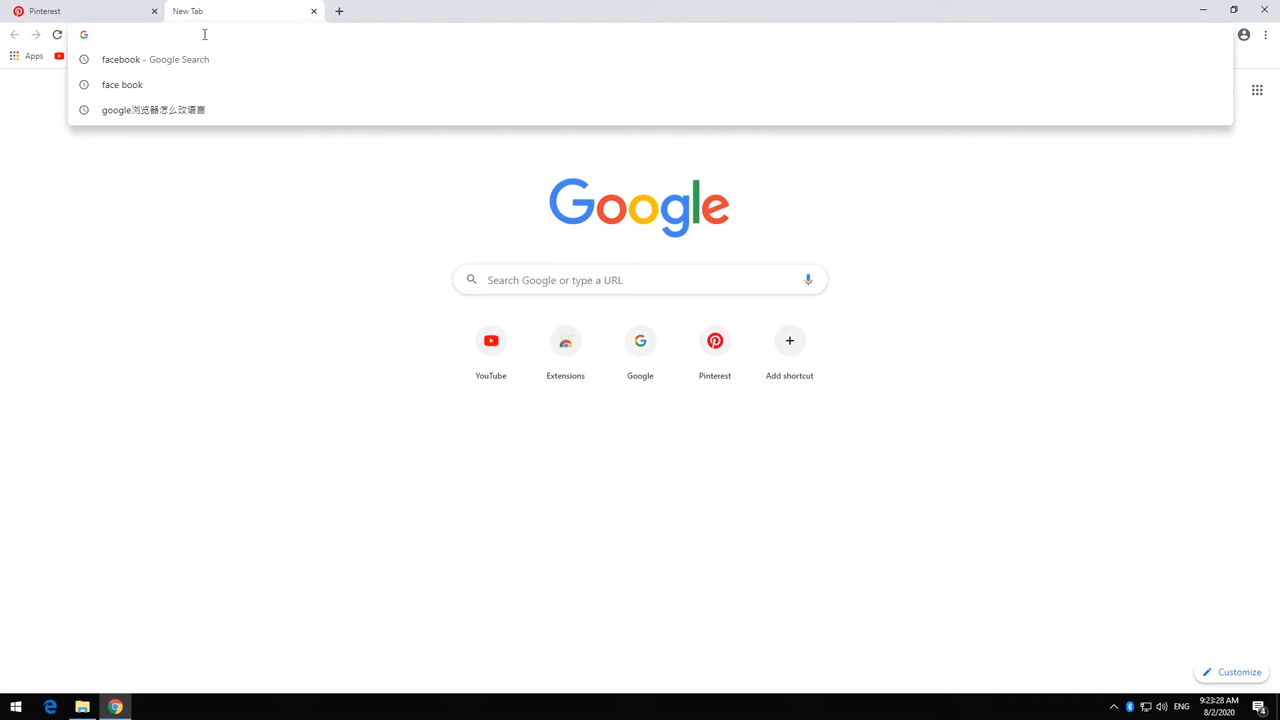 Pinterest
New Tab
Apps
facebook - Google Search
face book
google浏览器怎么改语言
Google
Search Google or type a URL
YouTube
Extensions
Google
Pinterest
Add shortcut
Customize
ENG
9:23:28 AM
8/2/2020
4